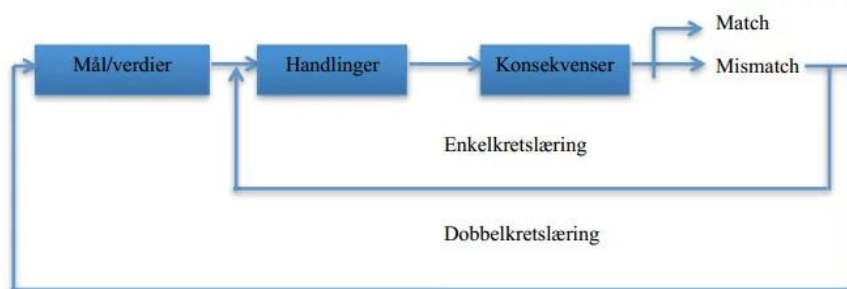 Match
Mål/verdier
Handlinger
Konsekvenser
Mismatch
Enkelkretslæring
Dobbelkretslæring